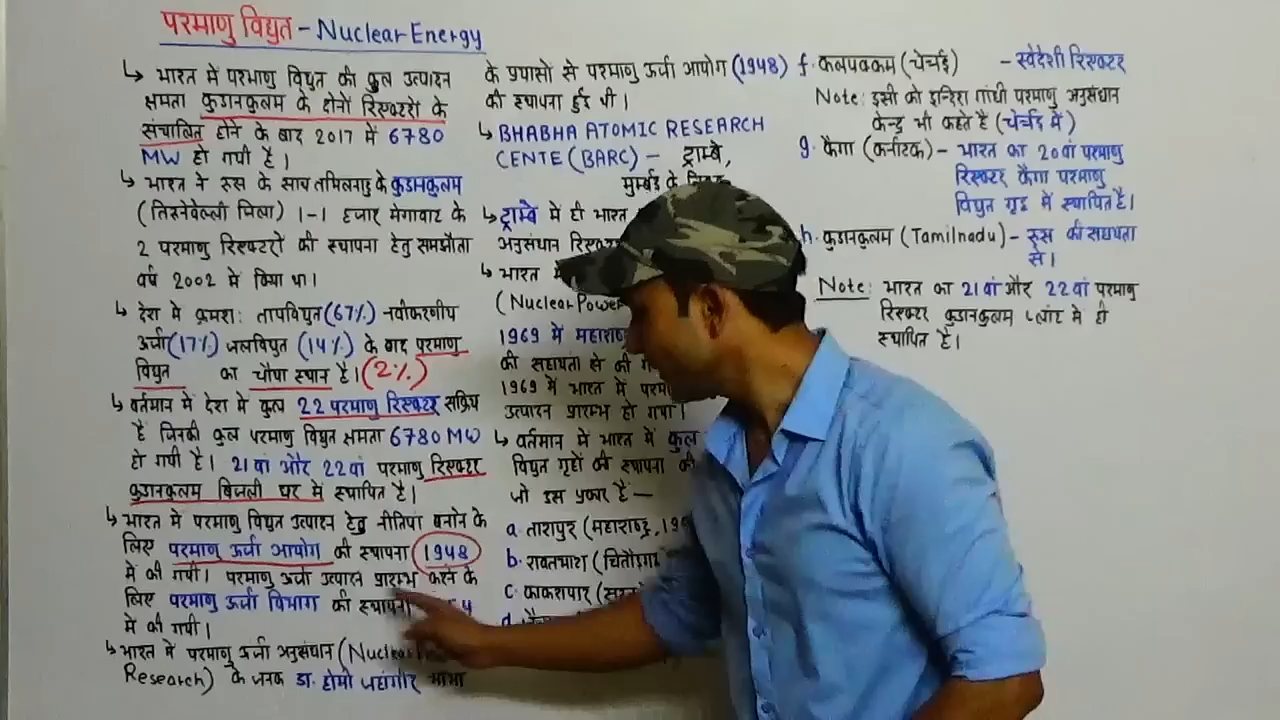 परमाणु विद्युत - Nuclear Energy
↳ भारत में परमाणु विद्युत की कुल उत्पादन
क्षमता कुडानकुलम के दोनों रिएक्टरों के
संचालित होने के बाद 2017 में 6780
MW हो गयी है।
↳ भारत ने रूस के साथ तमिलनाडु के कुडानकुलम
(तिरुनेवेल्ली जिला) 1-1 हजार मेगावाट के
2 परमाणु रिएक्टरों की स्थापना हेतु समझौता
वर्ष 2002 में किया था।
↳ देश में क्रमशः तापविद्युत (67%) नवीकरणीय
ऊर्जा (17%) जलविद्युत (14%) के बाद परमाणु
विद्युत का चौथा स्थान है। (2%)
↳ वर्तमान में देश में कुल 22 परमाणु रिएक्टर सक्रिय
है जिनकी कुल परमाणु विद्युत क्षमता 6780 MW
हो गयी है। 21 वां और 22 वां परमाणु रिएक्टर
कुडानकुलम बिजली घर में स्थापित है।
↳ भारत में परमाणु विद्युत उत्पादन हेतु नीतियां बनाने के
लिए परमाणु ऊर्जा आयोग की स्थापना 1948
में की गयी। परमाणु ऊर्जा उत्पादन प्रारम्भ करने के
लिए परमाणु ऊर्जा विभाग की स्थापना
में की गयी।
↳ भारत में परमाणु ऊर्जा अनुसंधान (Nuclear
Research) के जनक डा. होमी जहांगीर भाभा
के प्रयासों से परमाणु ऊर्जा आयोग (1948)
की स्थापना हुई थी।
↳ BHABHA ATOMIC RESEARCH
CENTE (BARC) - ट्राम्बे,
मुम्बई के
↳ ट्राम्बे में ही भारत
अनुसंधान
↳ भारत में
(Nuclear Power
1969 में
की सहायता से की
1969 में भारत में
उत्पादन प्रारम्भ हो गया।
↳ वर्तमान में भारत में कुल
विद्युत गृहों की स्थापना की
जो इस प्रकार है —
a. तारापुर (महाराष्ट्र,
b. रावतभाटा
c. काकरापार
d.
f. कलपक्कम (चेन्नई) - स्वदेशी रिएक्टर
Note: इसी को इन्दिरा गांधी परमाणु अनुसंधान
केन्द्र भी कहते है (चेन्नई में)
g. कैगा (कर्नाटक) - भारत का 20 वां परमाणु
रिएक्टर कैगा परमाणु
विद्युत गृह में स्थापित है।
h. कुडानकुलम (Tamilnadu) - रूस की सहायता
से।
Note: भारत का 21 वां और 22 वां परमाणु
रिएक्टर कुडानकुलम प्लांट में ही
स्थापित है।